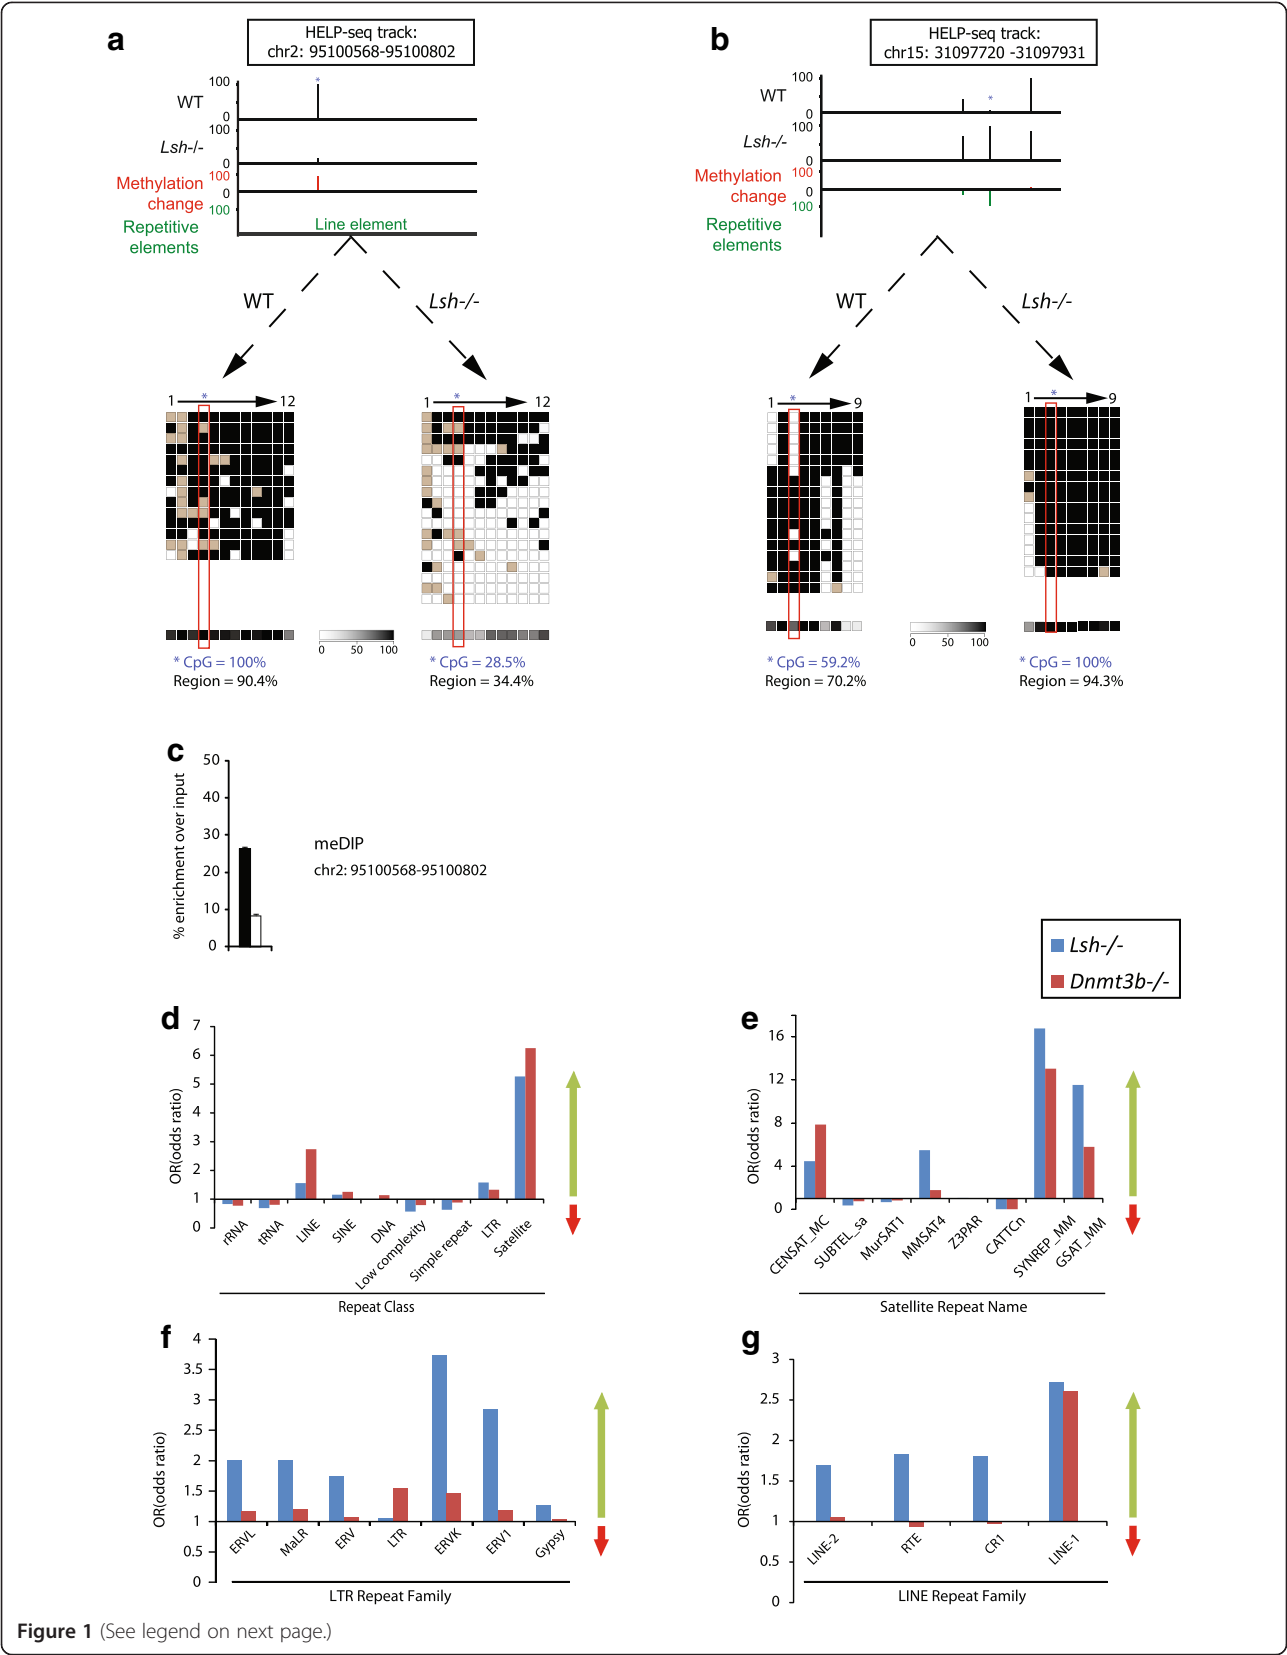 a
HELP-seq track:
chr2: 95100568-95100802
100
*
WT
0
100
Lsh-/-
0
Methylation
change
100
0
100
Repetitive
elements
Line element
WT
Lsh-/-
1
*
12
1
*
12
0 50 100
* CpG = 100%
Region = 90.4%
* CpG = 28.5%
Region = 34.4%
b
HELP-seq track:
chr15: 31097720 -31097931
100
WT
*
0
100
Lsh-/-
0
Methylation
change
100
0
100
Repetitive
elements
WT
Lsh-/-
1
*
9
1
*
9
0 50 100
* CpG = 59.2%
Region = 70.2%
* CpG = 100%
Region = 94.3%
c
50
40
30
20
10
0
% enrichment over input
meDIP
chr2: 95100568-95100802
Lsh-/-
Dnmt3b-/-
d
7
6
5
4
3
2
1
0
OR(odds ratio)
rRNA
tRNA
LINE
SINE
DNA
Low complexity
Simple repeat
LTR
Satellite
Repeat Class
e
16
12
8
4
0
OR(odds ratio)
CENSAT_MC
SUBTEL_sa
MurSAT1
MMSAT4
Z3PAR
CATTCn
SYNREP_MM
GSAT_MM
Satellite Repeat Name
f
4
3.5
3
2.5
2
1.5
1
0.5
0
OR(odds ratio)
ERVL
MaLR
ERV
LTR
ERVK
ERV1
Gypsy
LTR Repeat Family
g
3
2.5
2
1.5
1
0.5
0
OR(odds ratio)
LINE-2
RTE
CR1
LINE-1
LINE Repeat Family
Figure 1 (See legend on next page.)